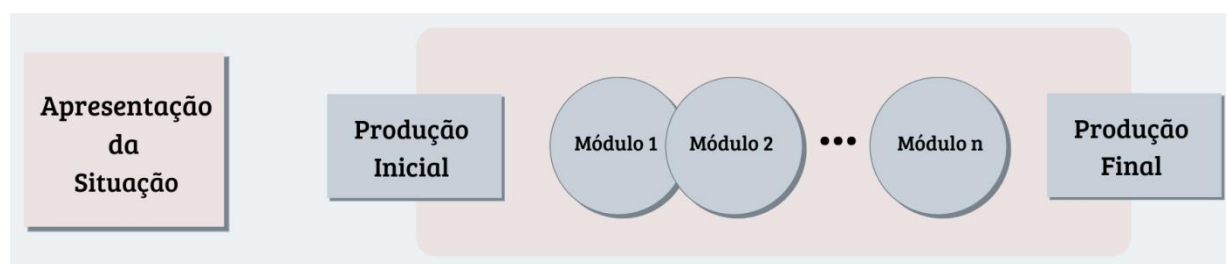 Apresentação
da
Situação
Produção
Inicial
Módulo 1
Módulo 2
•••
Módulo n
Produção
Final